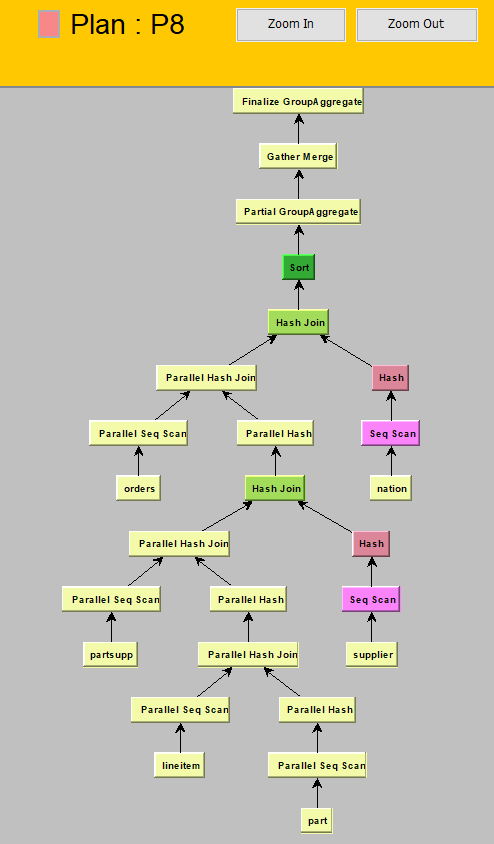 Plan : P8
Zoom In
Zoom Out
Finalize GroupAggregate
Gather Merge
Partial GroupAggregate
Sort
Hash Join
Parallel Hash Join
Hash
Parallel Seq Scan
Parallel Hash
Seq Scan
orders
Hash Join
nation
Parallel Hash Join
Hash
Parallel Seq Scan
Parallel Hash
Seq Scan
partsupp
Parallel Hash Join
supplier
Parallel Seq Scan
Parallel Hash
lineitem
Parallel Seq Scan
part